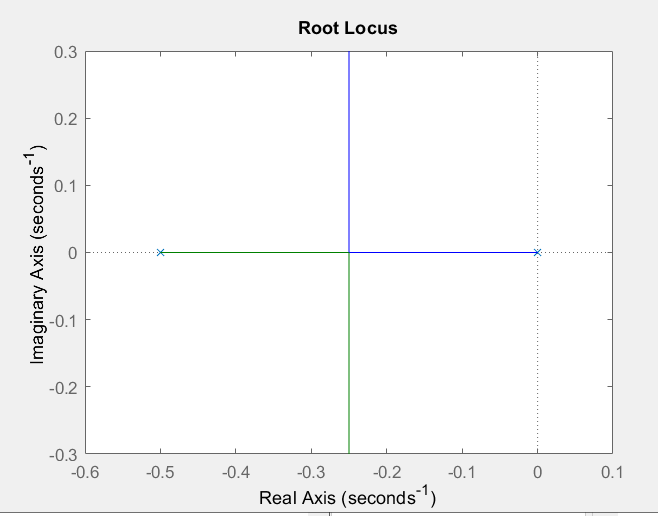 Root Locus
0.3
0.2
0.1
0
-0.1
-0.2
-0.3
Imaginary Axis (seconds-1)
-0.6 -0.5 -0.4 -0.3 -0.2 -0.1 0 0.1
Real Axis (seconds-1)